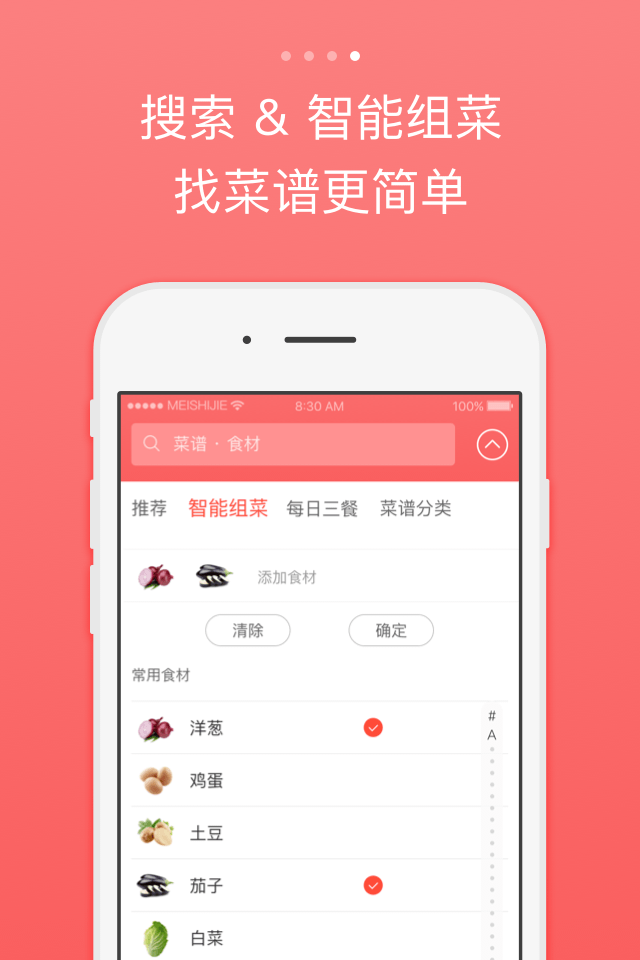 搜索 & 智能组菜
找菜谱更简单
MEISHIJIE 8:30 AM 100%
菜谱 · 食材
推荐 智能组菜 每日三餐 菜谱分类
添加食材
清除 确定
常用食材
#
A
洋葱
鸡蛋
土豆
茄子
白菜